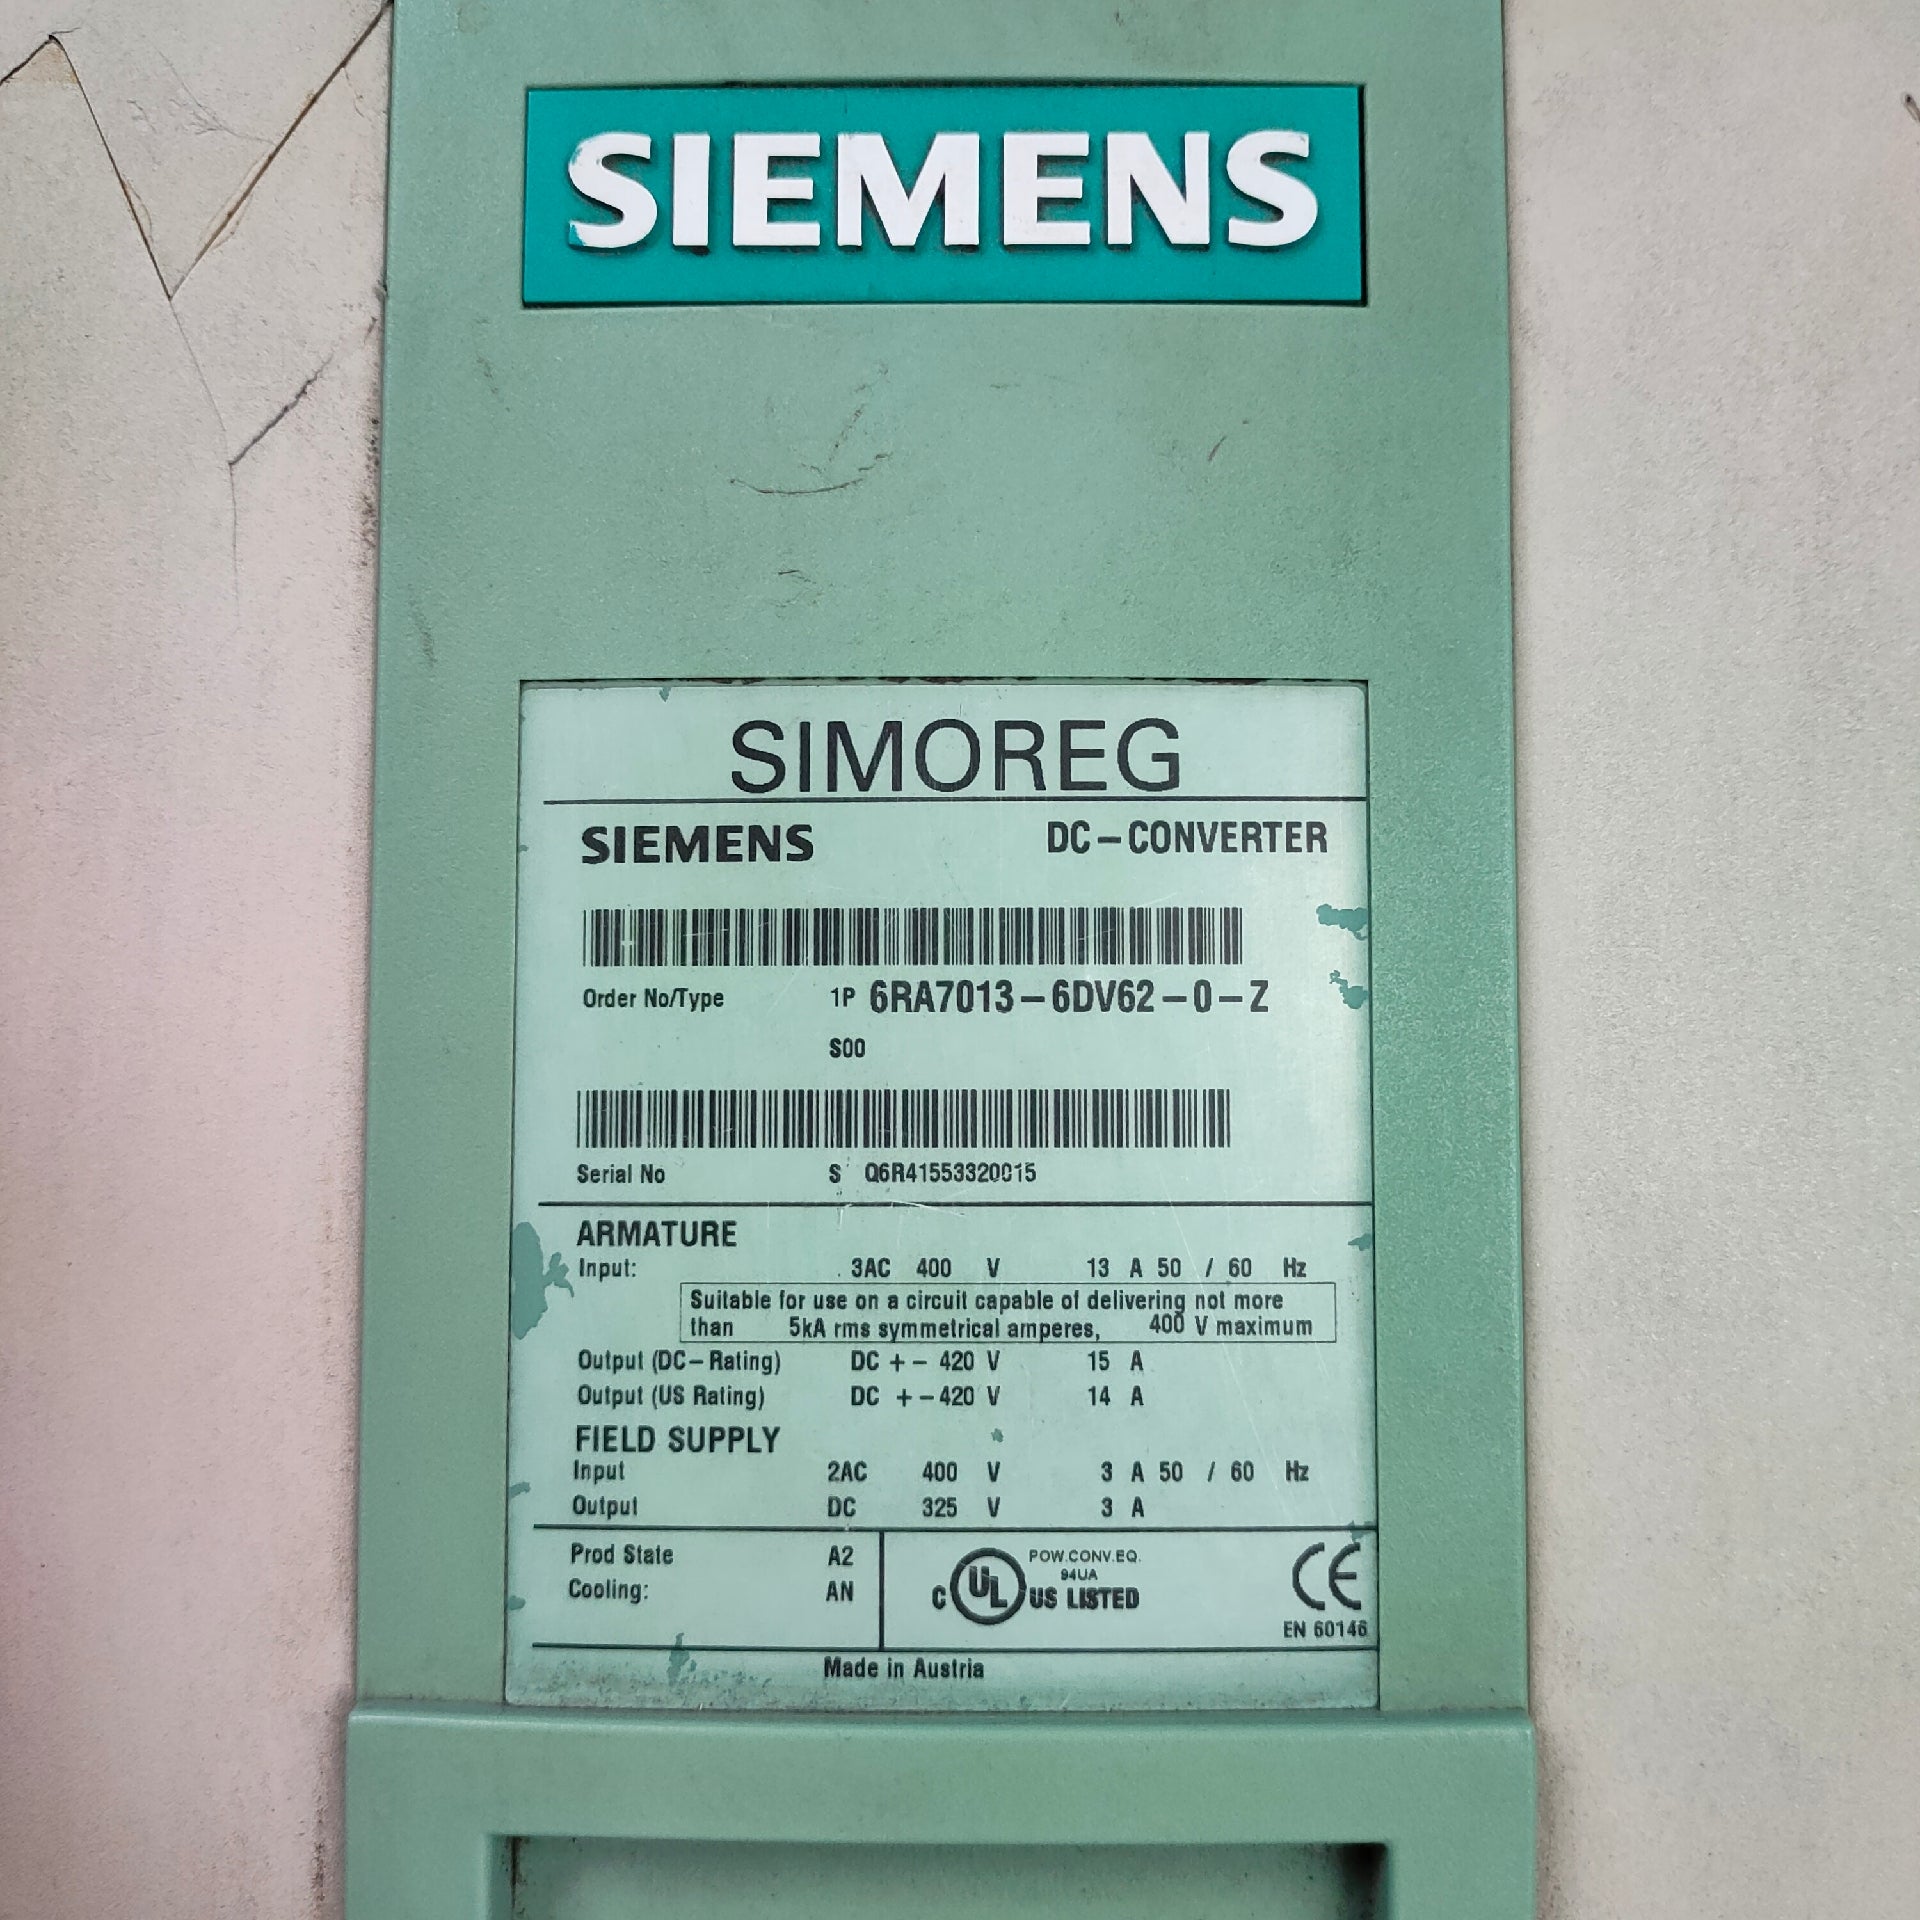 SIEMENS
SIMOREG
SIEMENS DC-CONVERTER
Order No/Type 1P 6RA7013-6DV62-0-Z
S00
Serial No S Q6R41553320015
ARMATURE
Input: 3AC 400 V 13 A 50 / 60 Hz
Suitable for use on a circuit capable of delivering not more
than 5kA rms symmetrical amperes, 400 V maximum
Output (DC-Rating) DC +- 420 V 15 A
Output (US Rating) DC +-420 V 14 A
FIELD SUPPLY
Input 2AC 400 V 3 A 50 / 60 Hz
Output DC 325 V 3 A
Prod State A2
Cooling: AN
C UL US LISTED
POW.CONV.EQ.
94UA
CE
EN 60146
Made in Austria